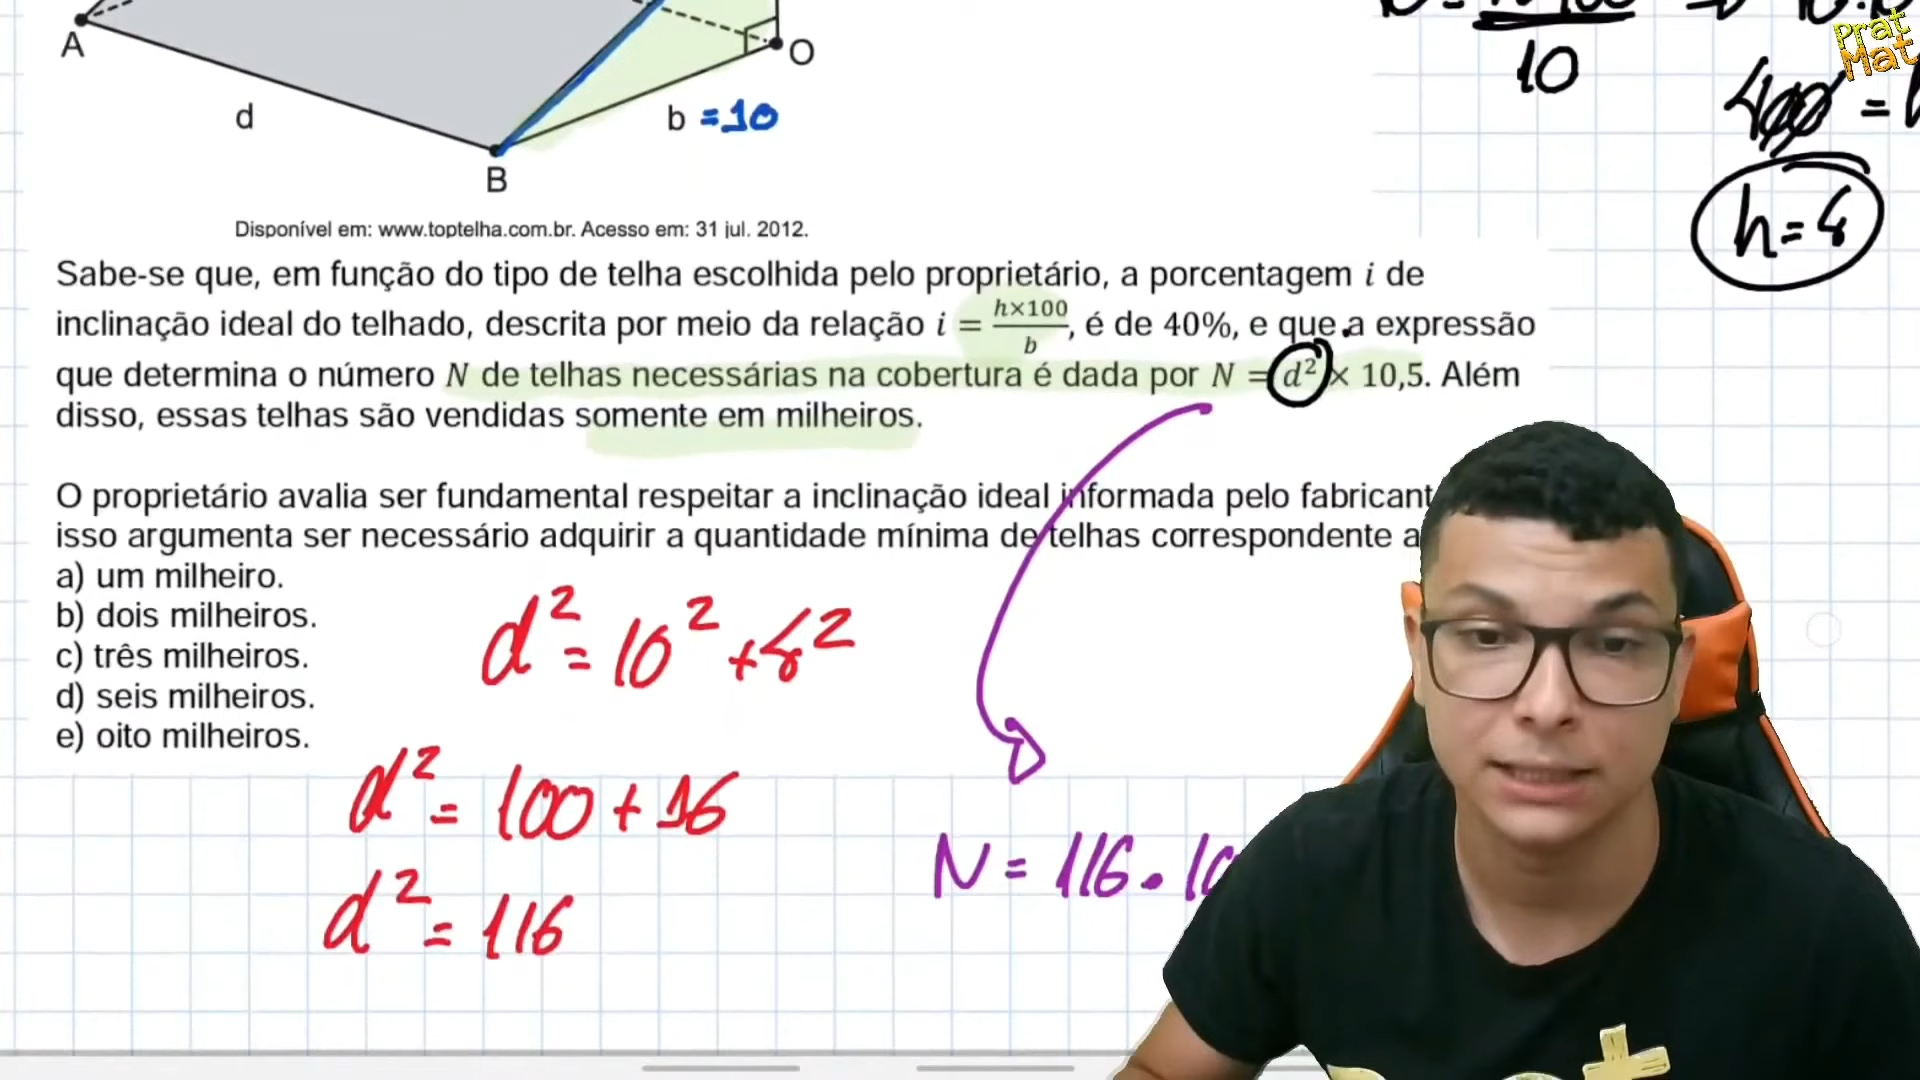 Prat
Mat
10
A
O
d
b = 10
B
400 =
h = 4
Disponível em: www.toptelha.com.br. Acesso em: 31 jul. 2012.
Sabe-se que, em função do tipo de telha escolhida pelo proprietário, a porcentagem i de
inclinação ideal do telhado, descrita por meio da relação i = h×100/b, é de 40%, e que a expressão
que determina o número N de telhas necessárias na cobertura é dada por N = d² × 10,5. Além
disso, essas telhas são vendidas somente em milheiros.
O proprietário avalia ser fundamental respeitar a inclinação ideal informada pelo
isso argumenta ser necessário adquirir a quantidade mínima de telhas correspondente a
a) um milheiro.
b) dois milheiros.
c) três milheiros.
d) seis milheiros.
e) oito milheiros.
d² = 10² + 4²
d² = 100 + 16
N = 116 .
d² = 116